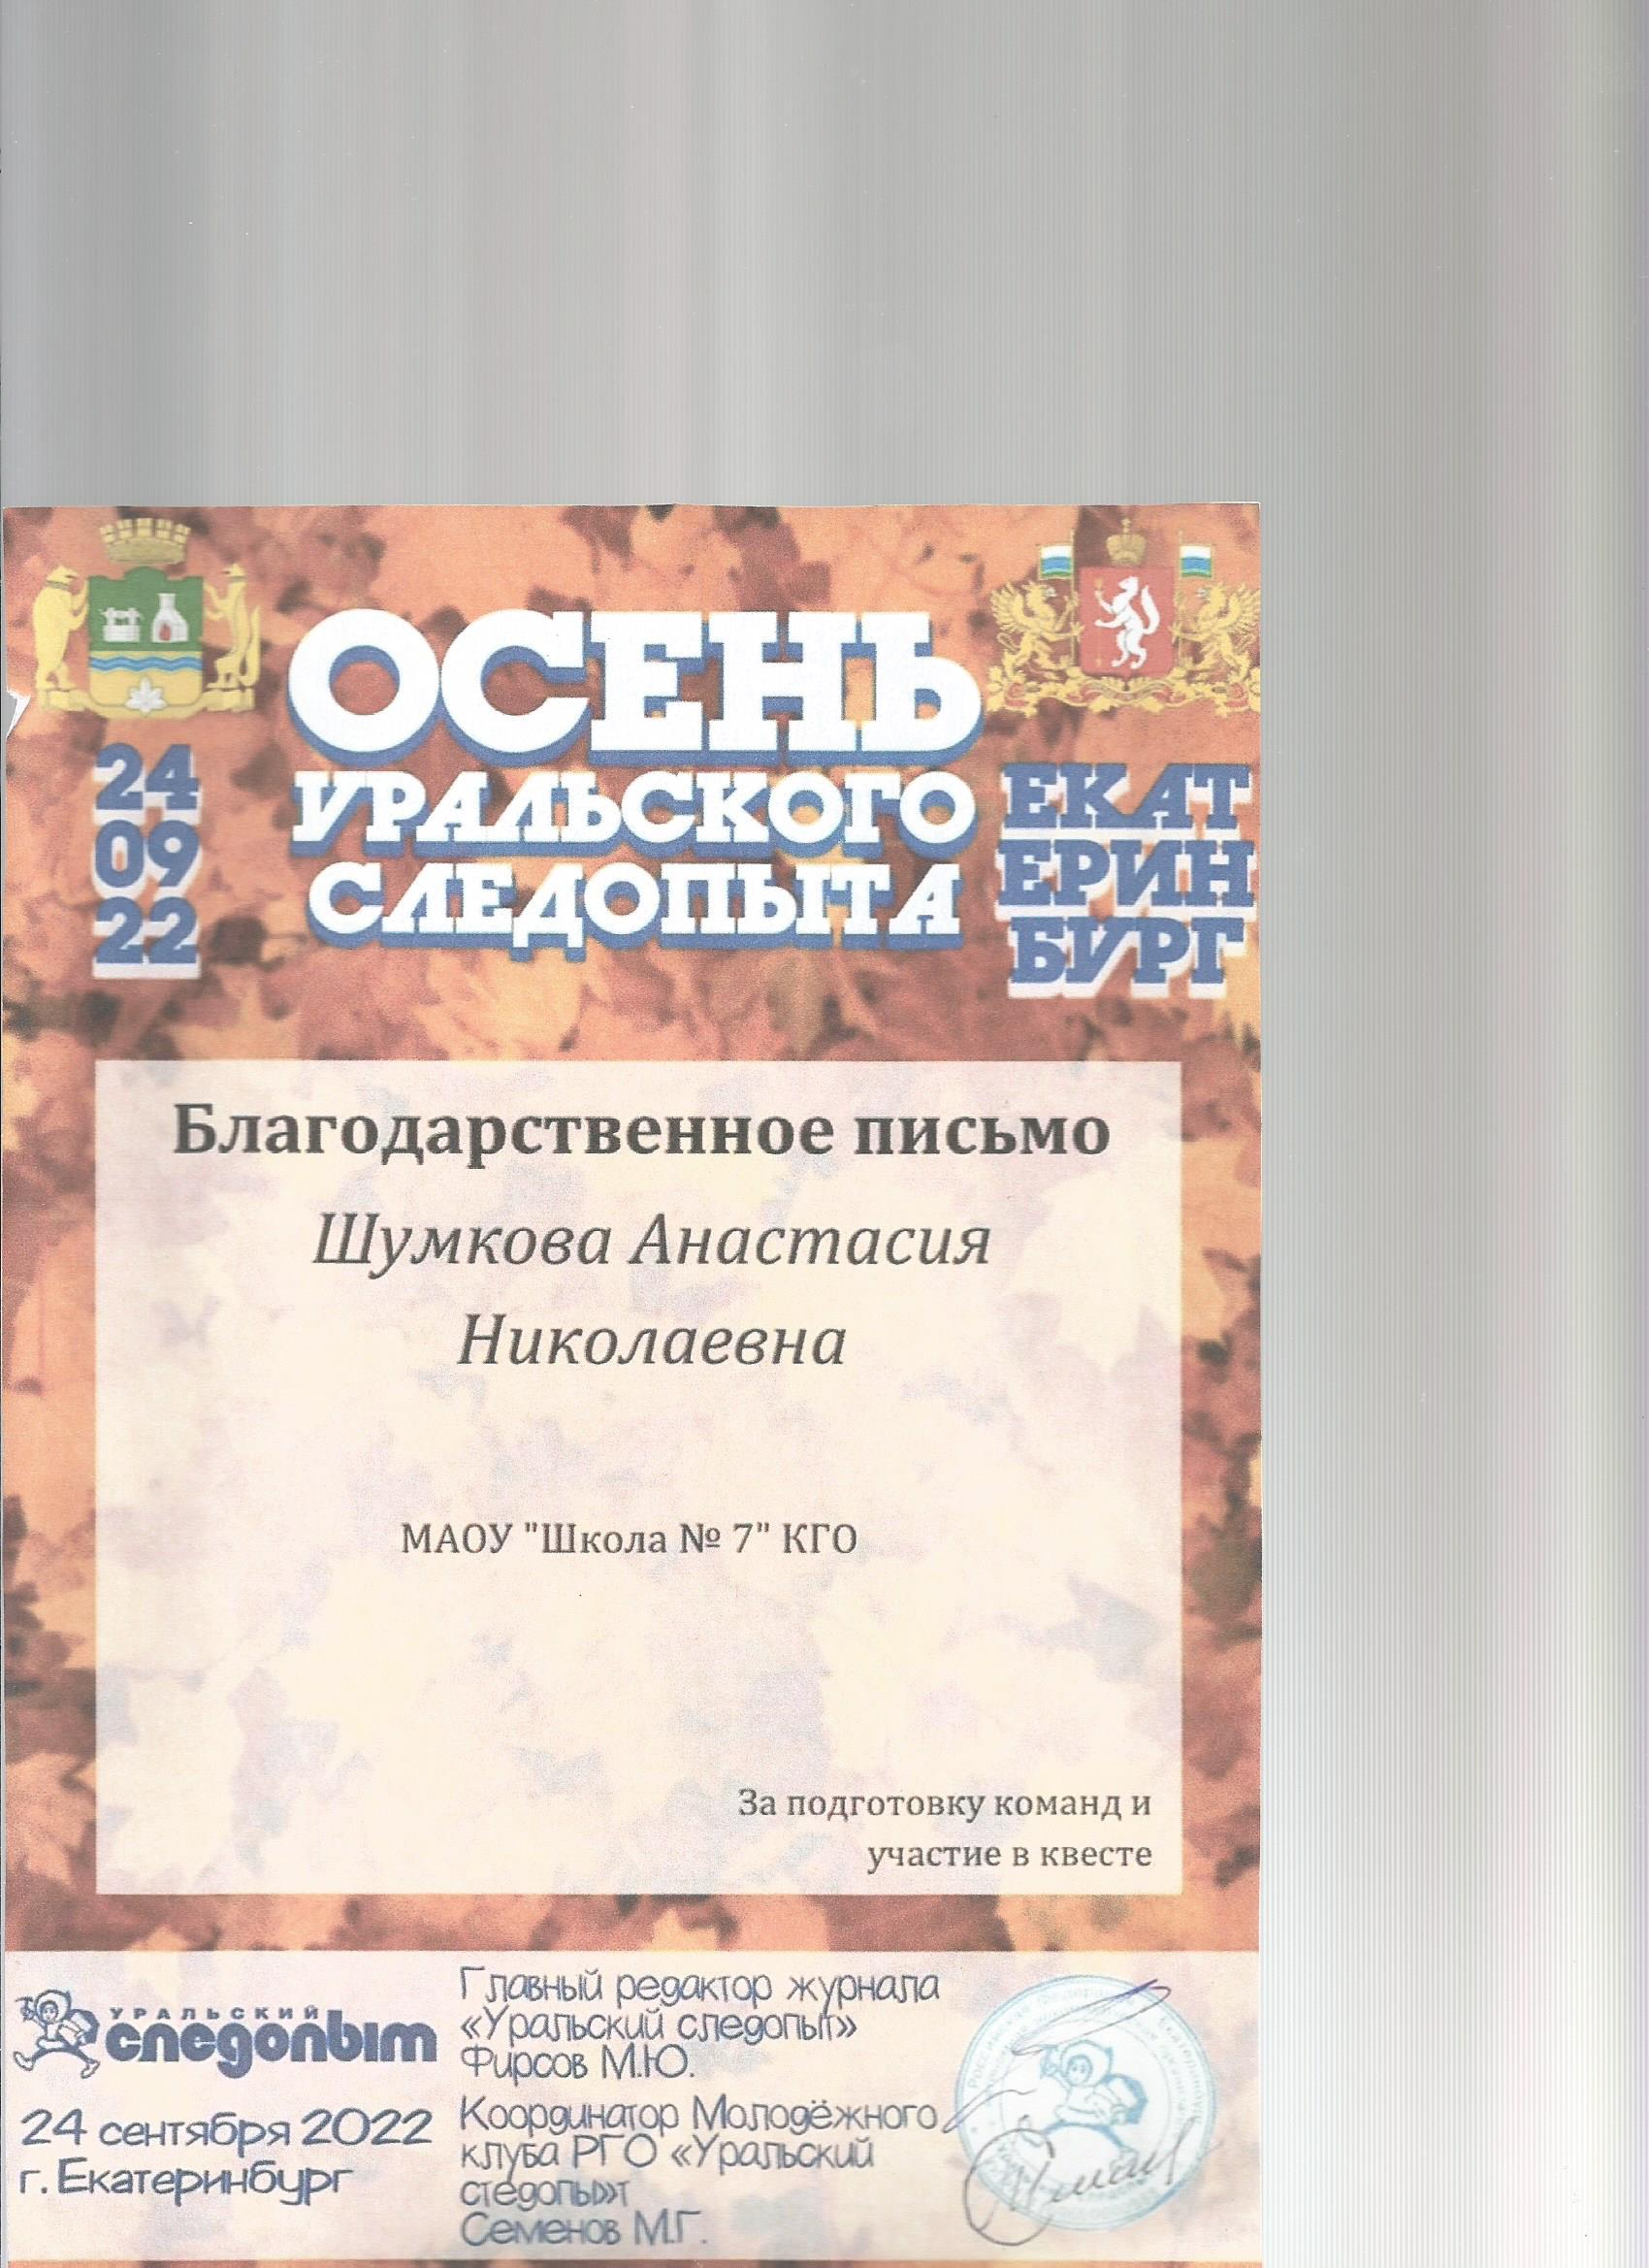 ОСЕНЬ
УРАЛЬСКОГО
СЛЕДОПЫТА
24
09
22
ЕКАТ
ЕРИН
БУРГ
Благодарственное письмо
Шумкова Анастасия
Николаевна
МАОУ "Школа № 7" КГО
За подготовку команд и
участие в квесте
УРАЛЬСКИЙ
следопыт
24 сентября 2022
г. Екатеринбург
Главный редактор журнала
«Уральский следопыт»
Фирсов М.Ю.
Координатор Молодёжного
клуба РГО «Уральский
стедопы»т
Семенов М.Г.